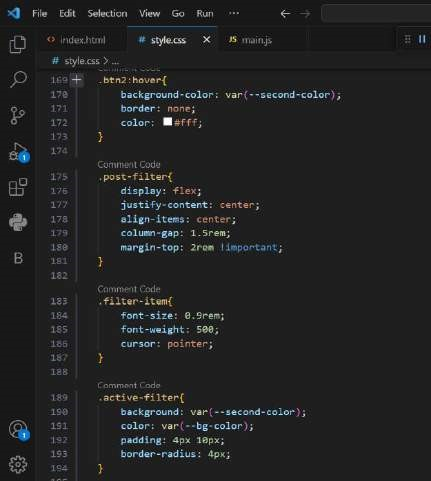 File Edit Selection View Go Run ...
index.html
style.css
main.js
style.css > ...
Comment Code
169 .btn2:hover{
170 background-color: var(--second-color);
171 border: none;
172 color: #fff;
173 }
174
Comment Code
175 .post-filter{
176 display: flex;
177 justify-content: center;
178 align-items: center;
179 column-gap: 1.5rem;
180 margin-top: 2rem !important;
181 }
182
Comment Code
183 .filter-item{
184 font-size: 0.9rem;
185 font-weight: 500;
186 cursor: pointer;
187 }
188
Comment Code
189 .active-filter{
190 background: var(--second-color);
191 color: var(--bg-color);
192 padding: 4px 10px;
193 border-radius: 4px;
194 }
195